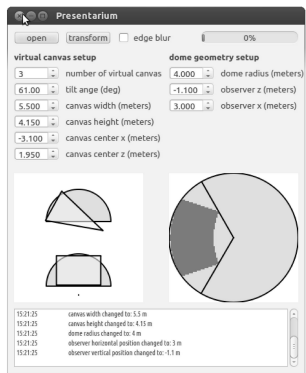 Presentarium
open transform edge blur 0%
virtual canvas setup dome geometry setup
3 number of virtual canvas 4.000 dome radius (meters)
61.00 tilt angle (deg) -1.100 observer z (meters)
5.500 canvas width (meters) 3.000 observer x (meters)
4.150 canvas height (meters)
-3.100 canvas center x (meters)
1.950 canvas center z (meters)
15:21:25 canvas width changed to: 5.5 m
15:21:25 canvas height changed to: 4.15 m
15:21:25 dome radius changed to: 4 m
15:21:25 observer horizontal position changed to: 3 m
15:21:25 observer vertical position changed to: -1.1 m